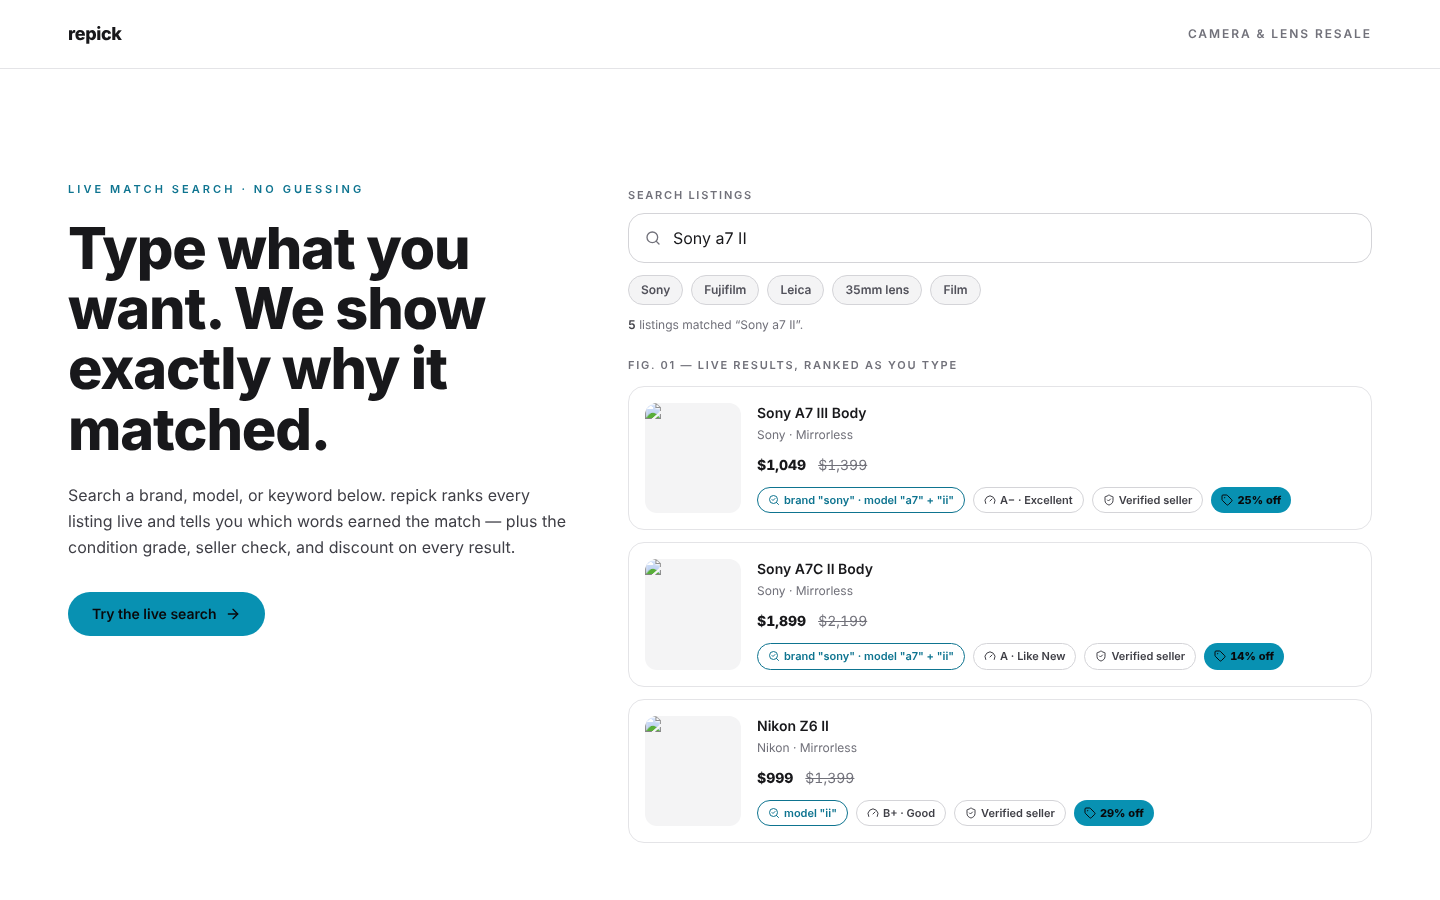 repick
CAMERA & LENS RESALE
LIVE MATCH SEARCH · NO GUESSING
Type what you
want. We show
exactly why it
matched.
Search a brand, model, or keyword below. repick ranks every
listing live and tells you which words earned the match — plus the
condition grade, seller check, and discount on every result.
Try the live search
SEARCH LISTINGS
Sony a7 II
Sony Fujifilm Leica 35mm lens Film
5 listings matched “Sony a7 II”.
FIG. 01 — LIVE RESULTS, RANKED AS YOU TYPE
Sony A7 III Body
Sony · Mirrorless
$1,049 $1,399
brand "sony" · model "a7" + "ii" A− · Excellent Verified seller 25% off
Sony A7C II Body
Sony · Mirrorless
$1,899 $2,199
brand "sony" · model "a7" + "ii" A · Like New Verified seller 14% off
Nikon Z6 II
Nikon · Mirrorless
$999 $1,399
model "ii" B+ · Good Verified seller 29% off